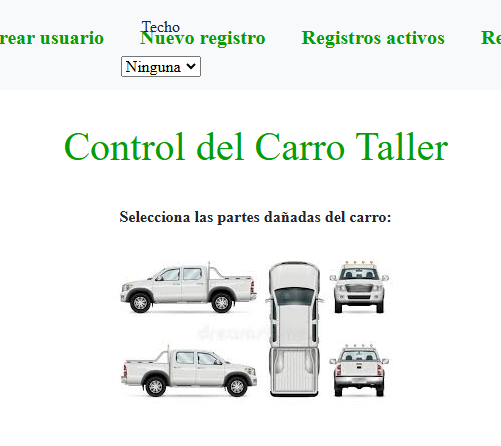 Techo
rear usuario Nuevo registro Registros activos Re
Ninguna
Control del Carro Taller
Selecciona las partes dañadas del carro: